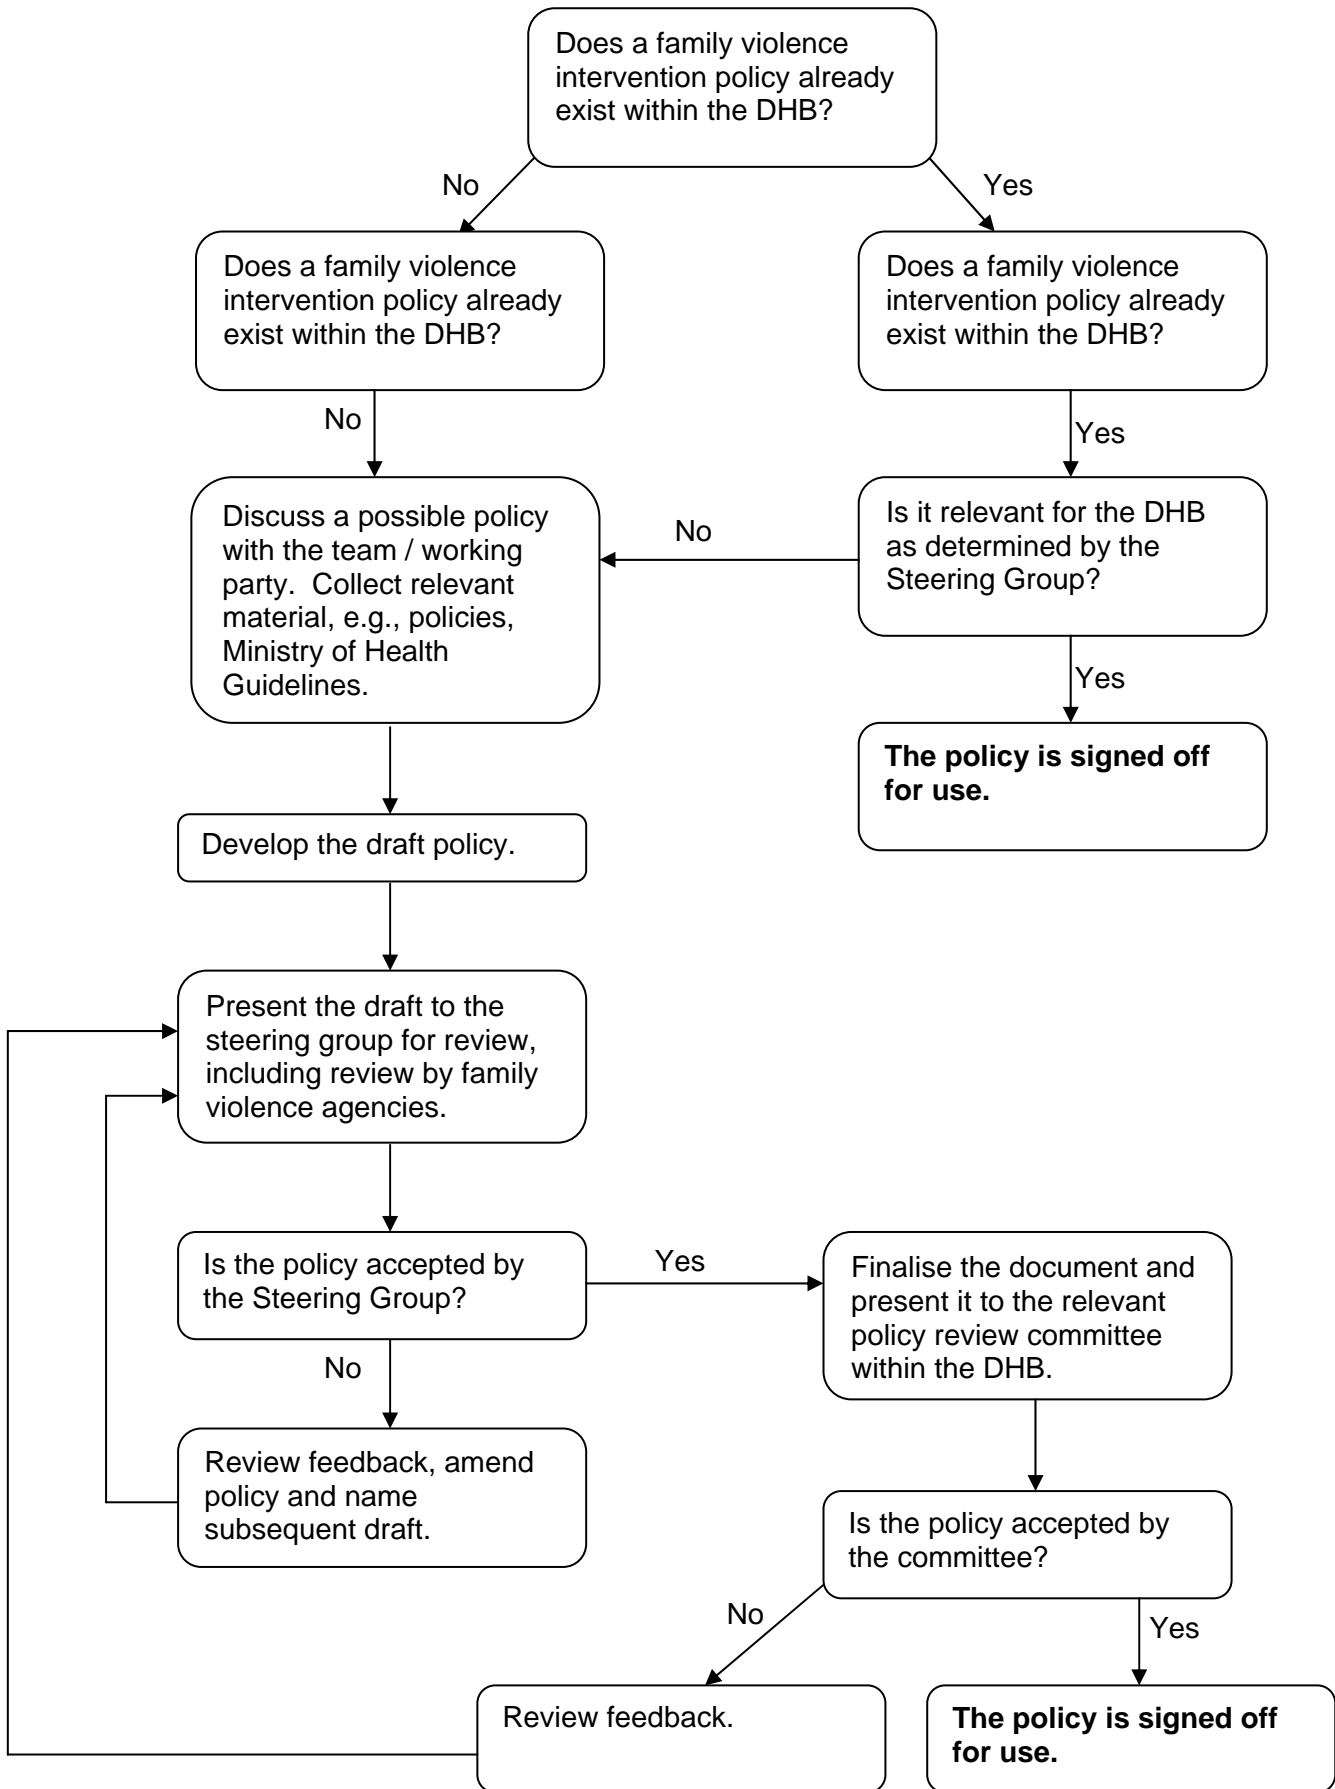 Does a family violence
intervention policy already
exist within the DHB?
No
Yes
Does a family violence
intervention policy already
exist within the DHB?
Does a family violence
intervention policy already
exist within the DHB?
No
Yes
Discuss a possible policy
with the team / working
party.  Collect relevant
material, e.g., policies,
Ministry of Health
Guidelines.
No
Is it relevant for the DHB
as determined by the
Steering Group?
Yes
The policy is signed off
for use.
Develop the draft policy.
Present the draft to the
steering group for review,
including review by family
violence agencies.
Is the policy accepted by
the Steering Group?
Yes
Finalise the document and
present it to the relevant
policy review committee
within the DHB.
No
Review feedback, amend
policy and name
subsequent draft.
Is the policy accepted by
the committee?
No
Yes
Review feedback.
The policy is signed off
for use.